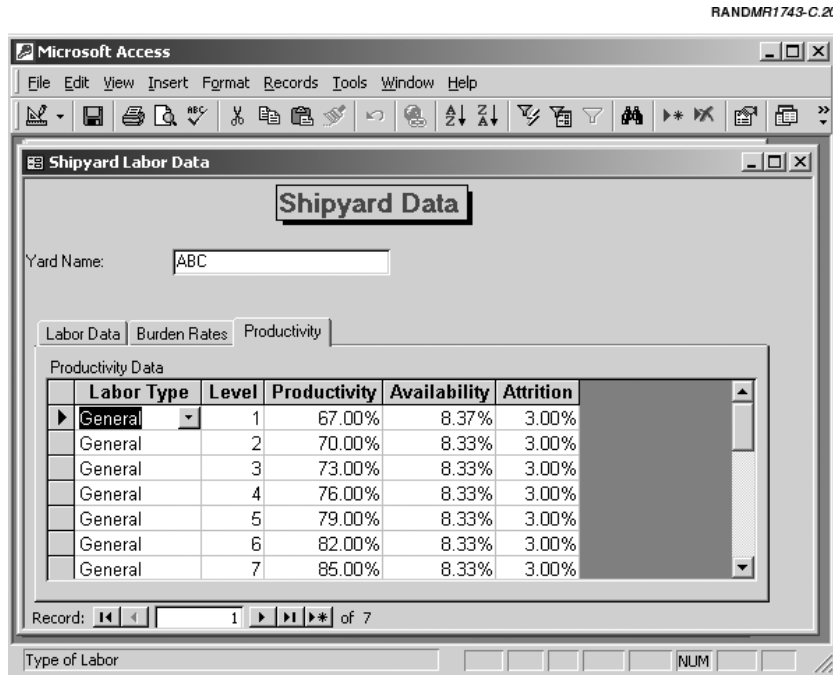 RANDMR1743-C.20
Microsoft Access
File Edit View Insert Format Records Tools Window Help
Shipyard Labor Data
Shipyard Data
Yard Name: ABC
Labor Data Burden Rates Productivity
Productivity Data
Labor Type Level Productivity Availability Attrition
General 1 67.00% 8.37% 3.00%
General 2 70.00% 8.33% 3.00%
General 3 73.00% 8.33% 3.00%
General 4 76.00% 8.33% 3.00%
General 5 79.00% 8.33% 3.00%
General 6 82.00% 8.33% 3.00%
General 7 85.00% 8.33% 3.00%
Record: 1 of 7
Type of Labor NUM